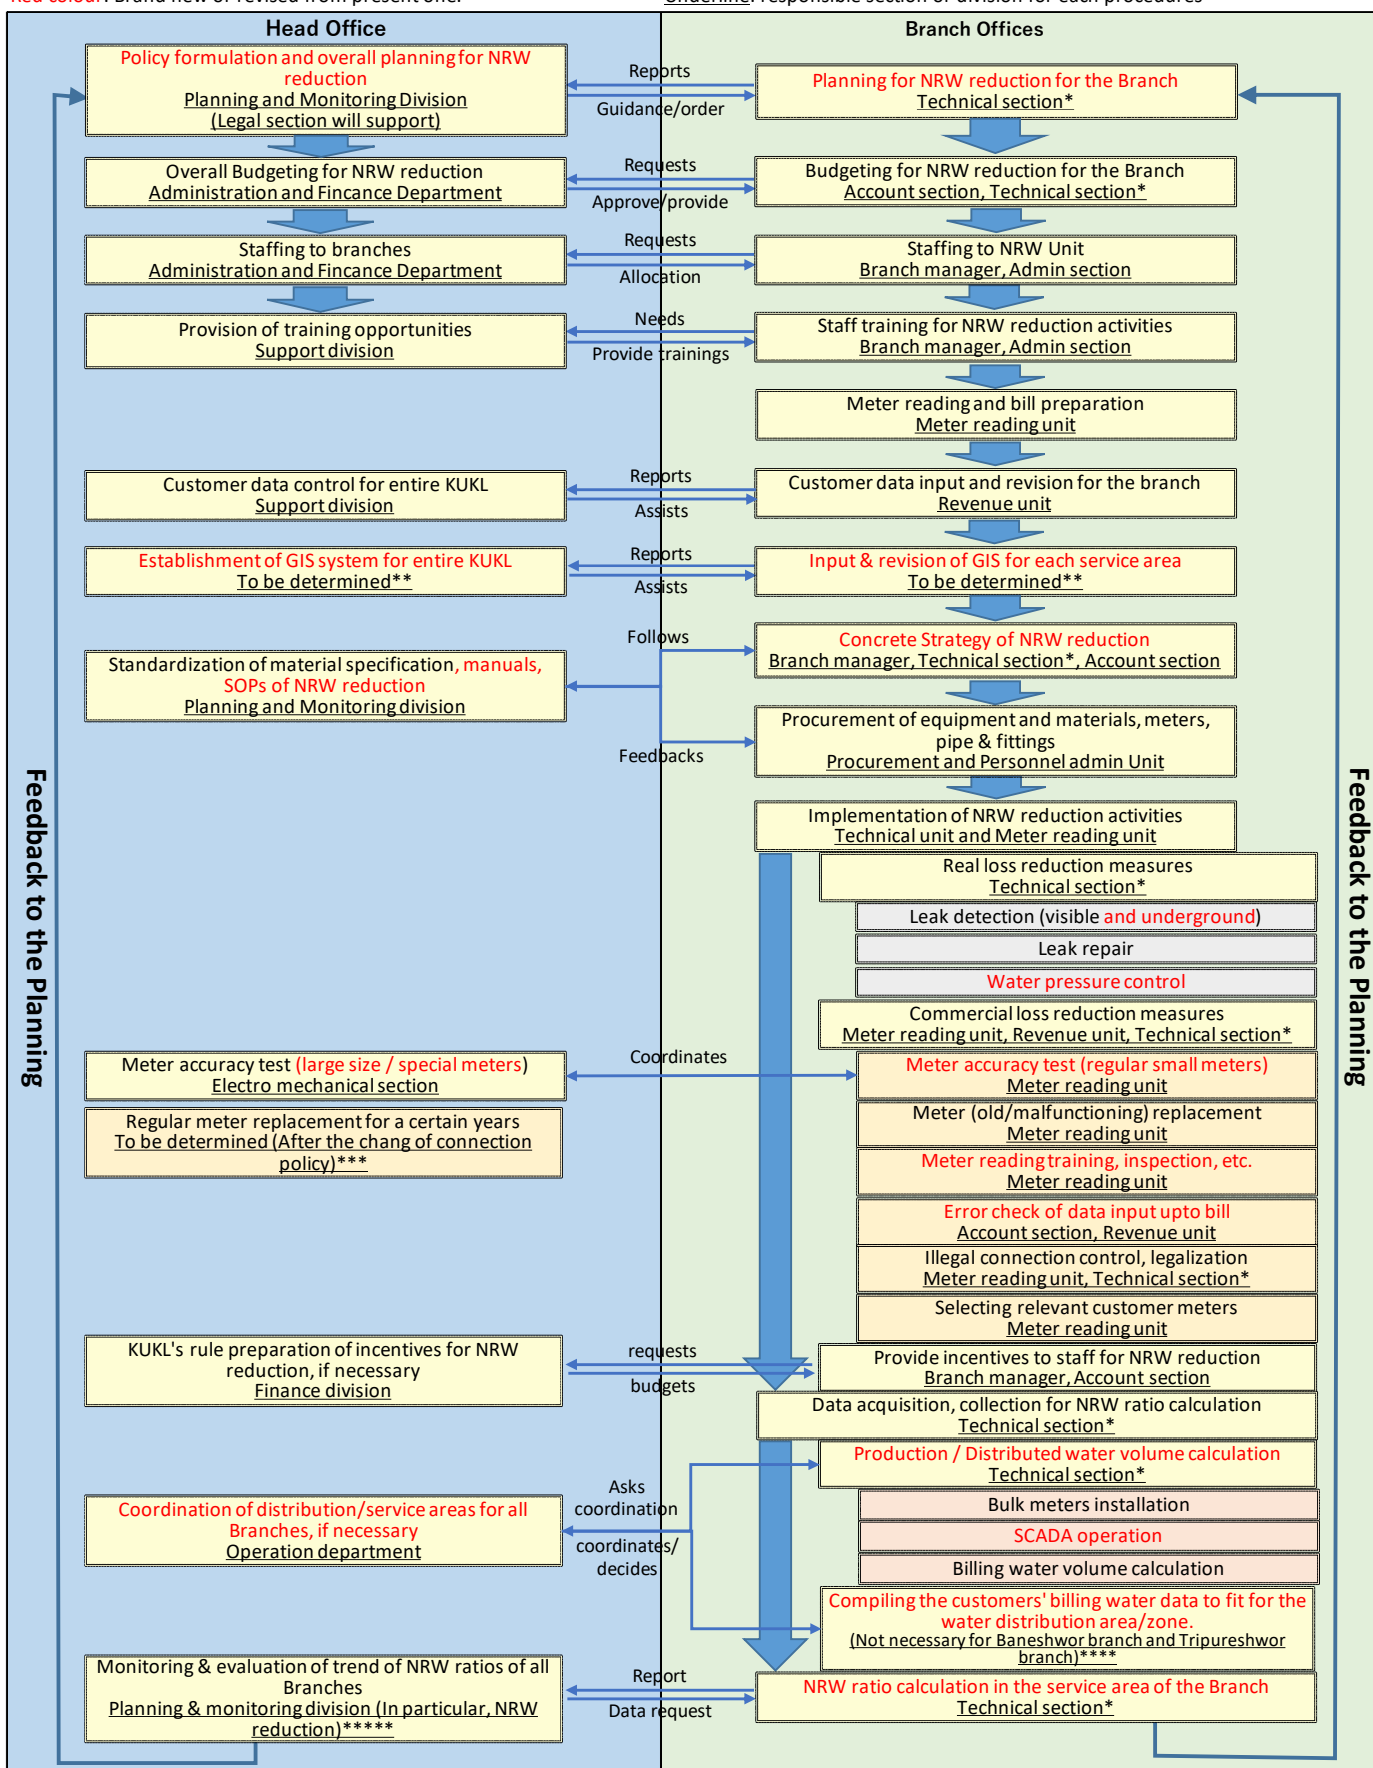 Red colour: Brand new or revised from present one.
Underline: responsible section or division for each procedures
Head Office
Branch Offices
Policy formulation and overall planning for NRW
reduction
Planning and Monitoring Division
(Legal section will support)
Reports
Guidance/order
Planning for NRW reduction for the Branch
Technical section*
Overall Budgeting for NRW reduction
Administration and Fincance Department
Requests
Approve/provide
Budgeting for NRW reduction for the Branch
Account section, Technical section*
Staffing to branches
Administration and Fincance Department
Requests
Allocation
Staffing to NRW Unit
Branch manager, Admin section
Provision of training opportunities
Support division
Needs
Provide trainings
Staff training for NRW reduction activities
Branch manager, Admin section
Meter reading and bill preparation
Meter reading unit
Customer data control for entire KUKL
Support division
Reports
Assists
Customer data input and revision for the branch
Revenue unit
Establishment of GIS system for entire KUKL
To be determined**
Reports
Assists
Input & revision of GIS for each service area
To be determined**
Follows
Concrete Strategy of NRW reduction
Branch manager, Technical section*, Account section
Standardization of material specification, manuals,
SOPs of NRW reduction
Planning and Monitoring division
Feedbacks
Procurement of equipment and materials, meters,
pipe & fittings
Procurement and Personnel admin Unit
Feedback to the Planning
Feedback to the Planning
Implementation of NRW reduction activities
Technical unit and Meter reading unit
Real loss reduction measures
Technical section*
Leak detection (visible and underground)
Leak repair
Water pressure control
Commercial loss reduction measures
Meter reading unit, Revenue unit, Technical section*
Meter accuracy test (large size / special meters)
Electro mechanical section
Coordinates
Meter accuracy test (regular small meters)
Meter reading unit
Regular meter replacement for a certain years
To be determined (After the chang of connection
policy)***
Meter (old/malfunctioning) replacement
Meter reading unit
Meter reading training, inspection, etc.
Meter reading unit
Error check of data input upto bill
Account section, Revenue unit
Illegal connection control, legalization
Meter reading unit, Technical section*
Selecting relevant customer meters
Meter reading unit
KUKL's rule preparation of incentives for NRW
reduction, if necessary
Finance division
requests
budgets
Provide incentives to staff for NRW reduction
Branch manager, Account section
Data acquisition, collection for NRW ratio calculation
Technical section*
Production / Distributed water volume calculation
Technical section*
Asks
coordination
coordinates/
decides
Coordination of distribution/service areas for all
Branches, if necessary
Operation department
Bulk meters installation
SCADA operation
Billing water volume calculation
Compiling the customers' billing water data to fit for the
water distribution area/zone.
(Not necessary for Baneshwor branch and Tripureshwor
branch)****
Monitoring & evaluation of trend of NRW ratios of all
Branches
Planning & monitoring division (In particular, NRW
reduction)*****
Report
Data request
NRW ratio calculation in the service area of the Branch
Technical section*